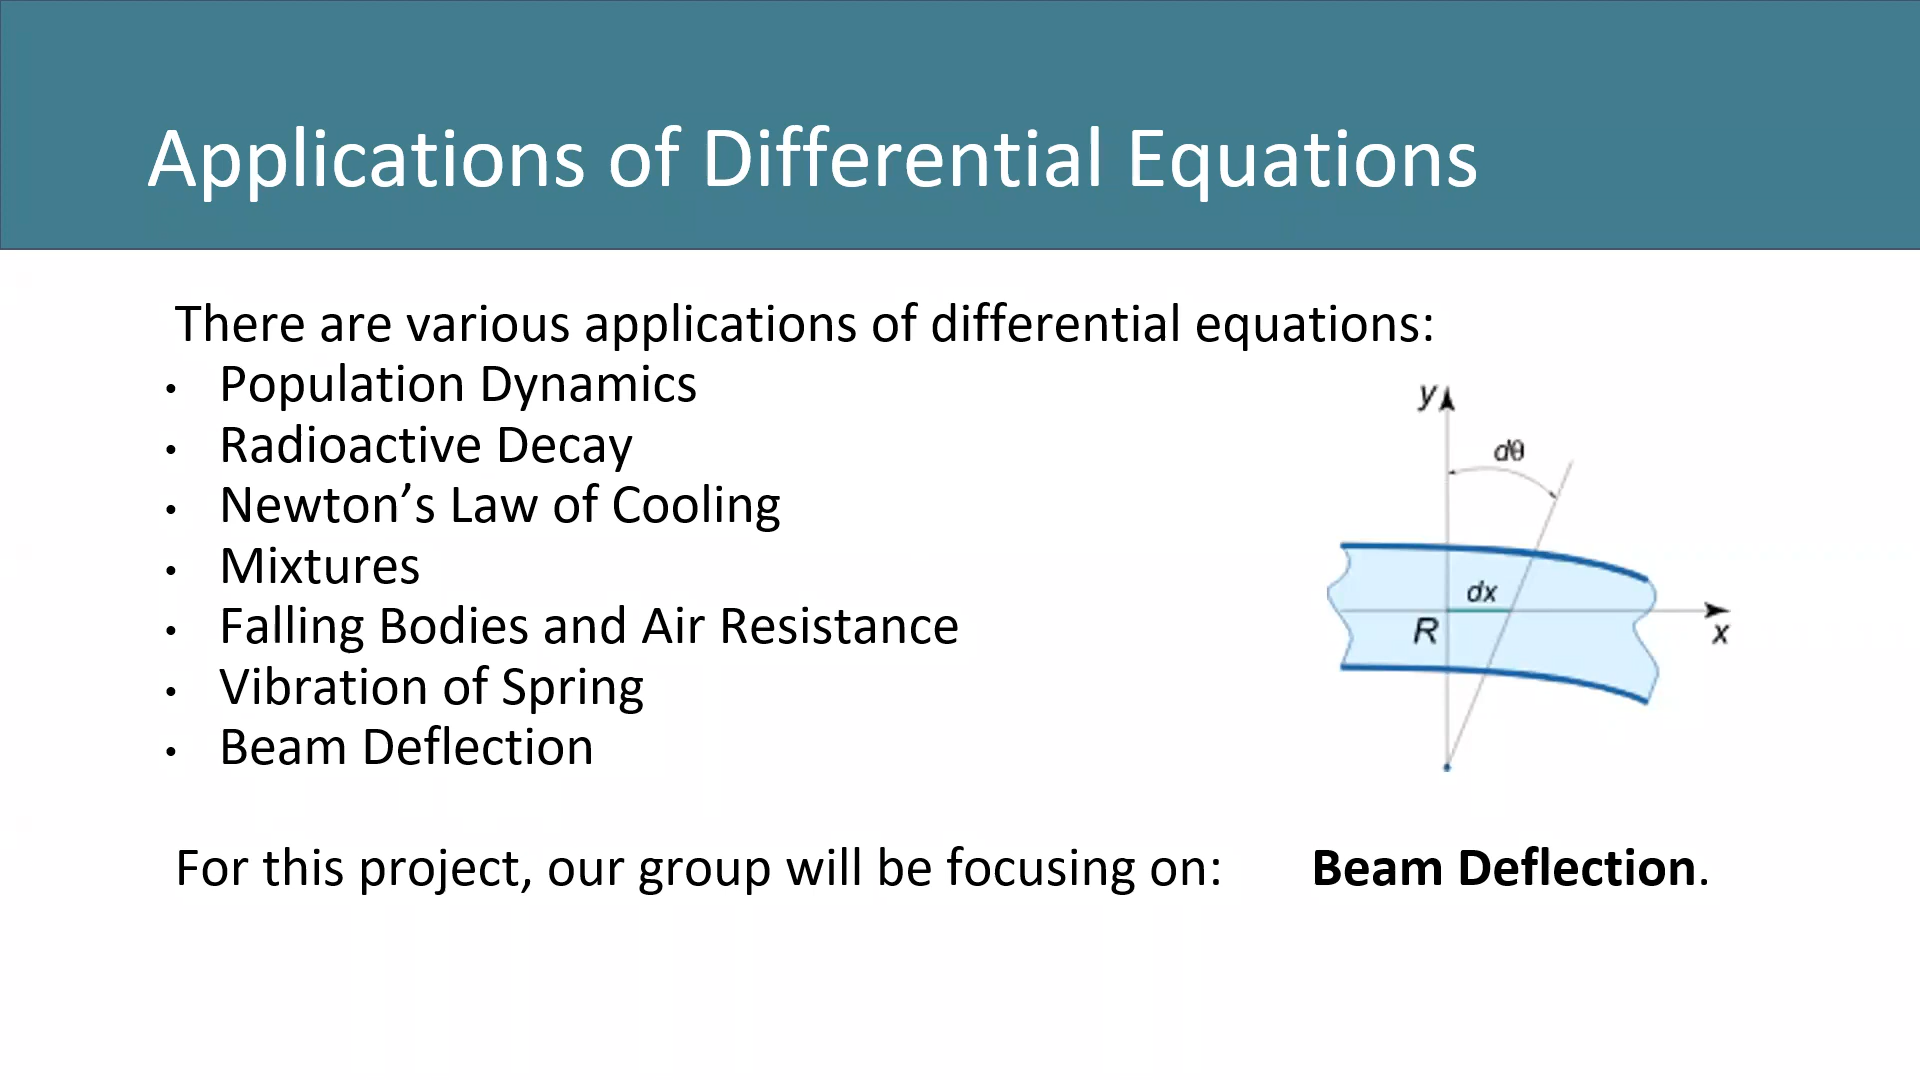 Applications of Differential Equations
There are various applications of differential equations:
• Population Dynamics
• Radioactive Decay
• Newton’s Law of Cooling
• Mixtures
• Falling Bodies and Air Resistance
• Vibration of Spring
• Beam Deflection
y
dθ
dx
R
x
For this project, our group will be focusing on: Beam Deflection.